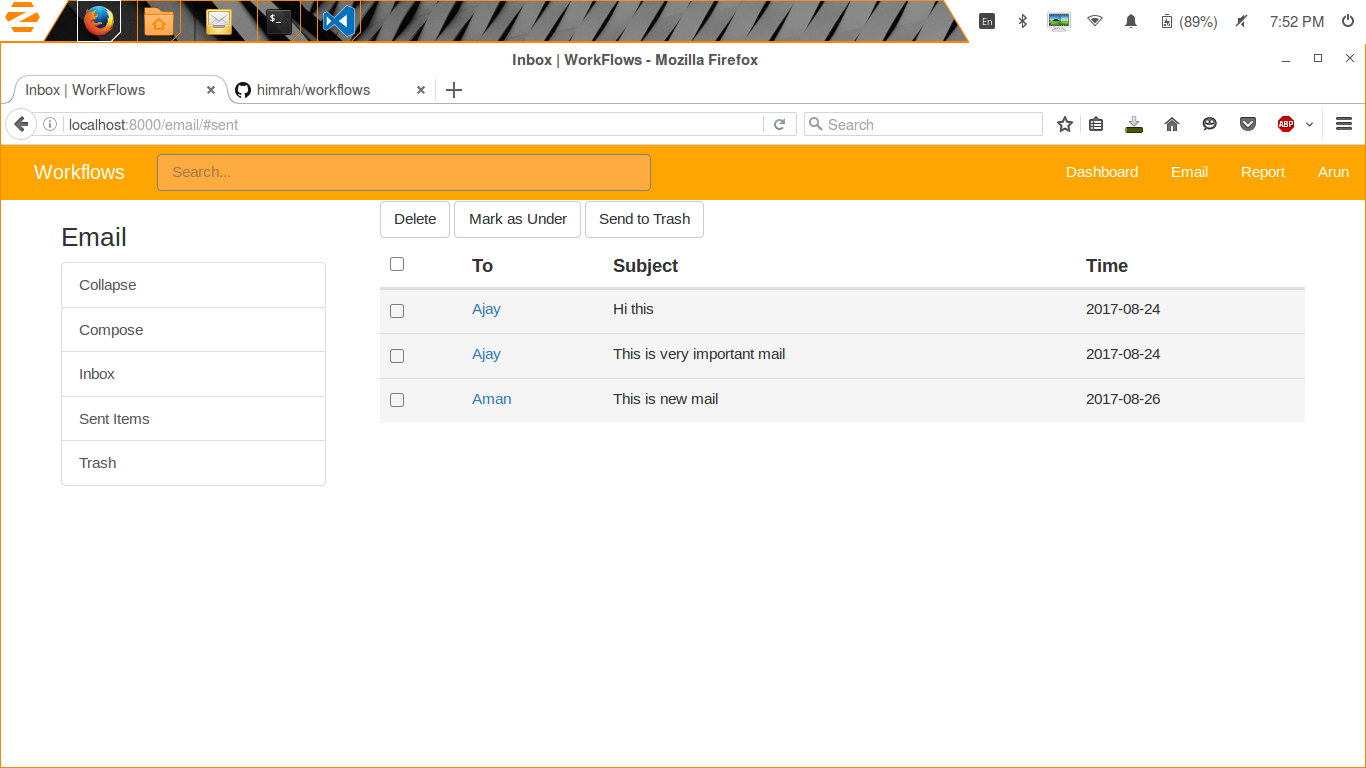 En (89%) 7:52 PM
Inbox | WorkFlows - Mozilla Firefox
Inbox | WorkFlows himrah/workflows
localhost:8000/email/#sent Search ABP
Workflows Search... Dashboard Email Report Arun
Delete Mark as Under Send to Trash
Email
To Subject Time
Collapse
Ajay Hi this 2017-08-24
Compose
Ajay This is very important mail 2017-08-24
Inbox
Aman This is new mail 2017-08-26
Sent Items
Trash